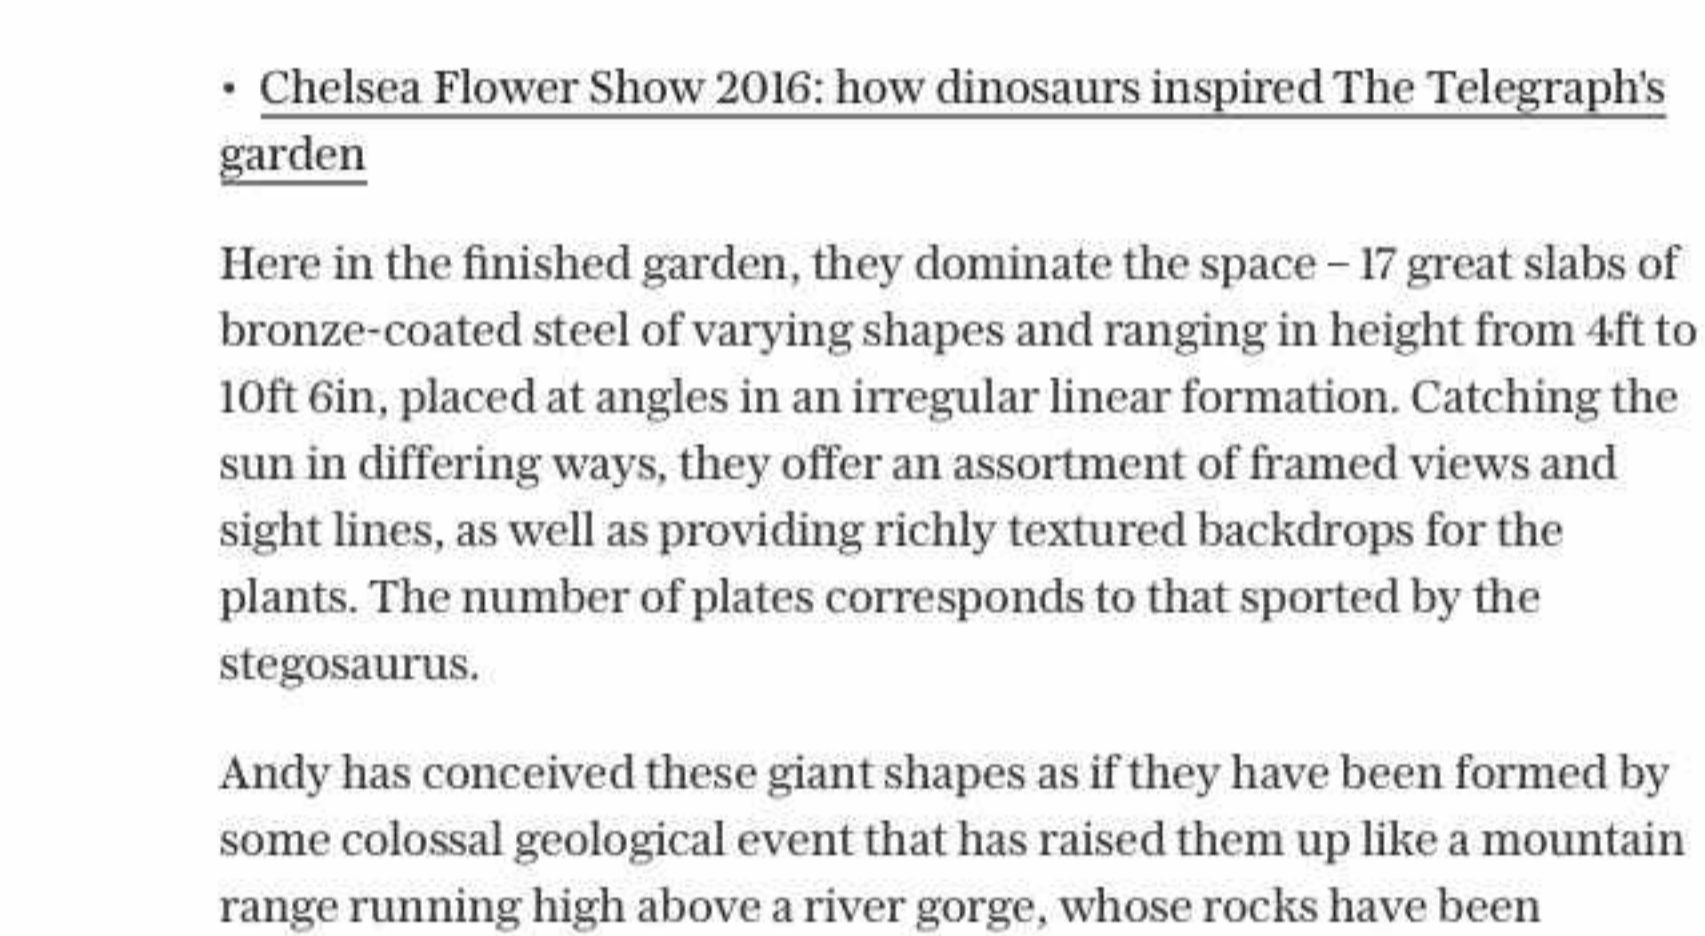 • Chelsea Flower Show 2016: how dinosaurs inspired The Telegraph's
garden
Here in the finished garden, they dominate the space – 17 great slabs of
bronze-coated steel of varying shapes and ranging in height from 4ft to
10ft 6in, placed at angles in an irregular linear formation. Catching the
sun in differing ways, they offer an assortment of framed views and
sight lines, as well as providing richly textured backdrops for the
plants. The number of plates corresponds to that sported by the
stegosaurus.
Andy has conceived these giant shapes as if they have been formed by
some colossal geological event that has raised them up like a mountain
range running high above a river gorge, whose rocks have been